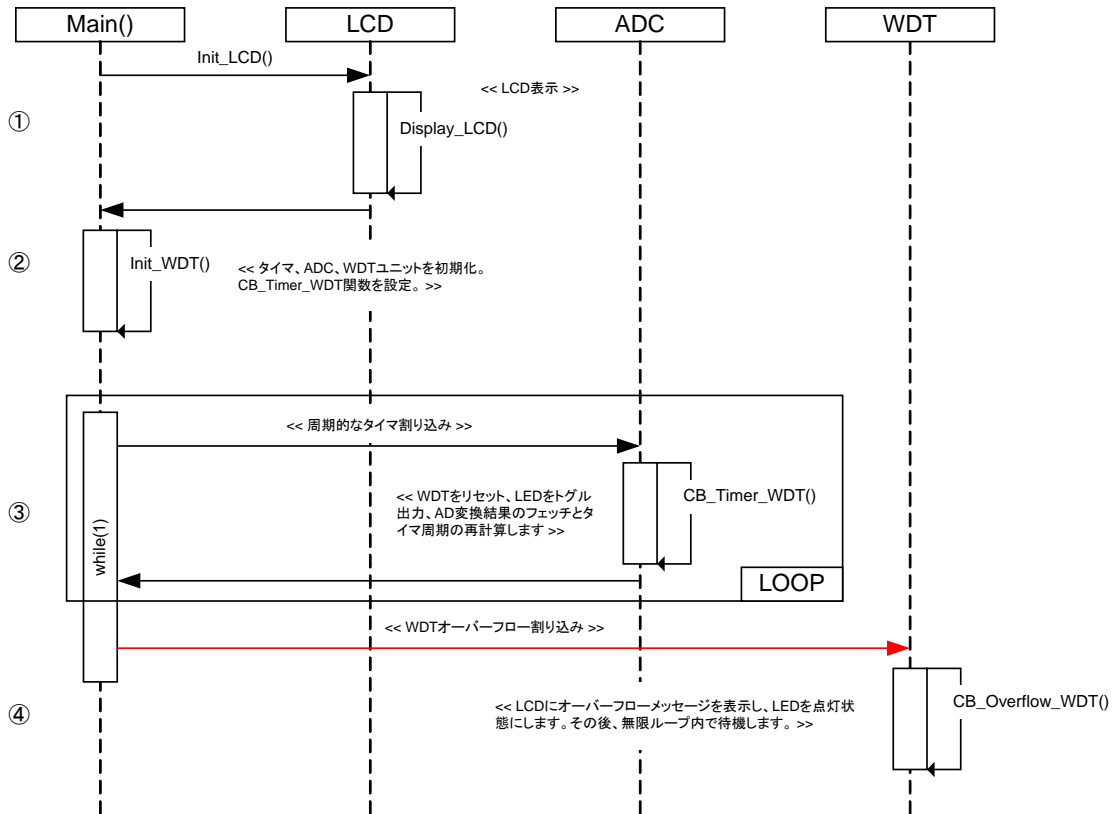 Main()
LCD
ADC
WDT
Init_LCD()
<< LCD表示 >>
①
Display_LCD()
②
Init_WDT()
<< タイマ、ADC、WDTユニットを初期化。
CB_Timer_WDT関数を設定。 >>
<< 周期的なタイマ割り込み >>
③
while(1)
<< WDTをリセット、LEDをトグル
出力、AD変換結果のフェッチとタ
イマ周期の再計算します >>
CB_Timer_WDT()
LOOP
<< WDTオーバーフロー割り込み >>
④
<< LCDにオーバーフローメッセージを表示し、LEDを点灯状
態にします。その後、無限ループ内で待機します。 >>
CB_Overflow_WDT()